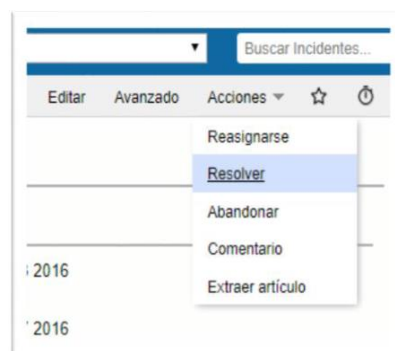 Buscar Incidentes...
Editar Avanzado Acciones
Reasignarse
Resolver
Abandonar
Comentario
2016
Extraer artículo
2016